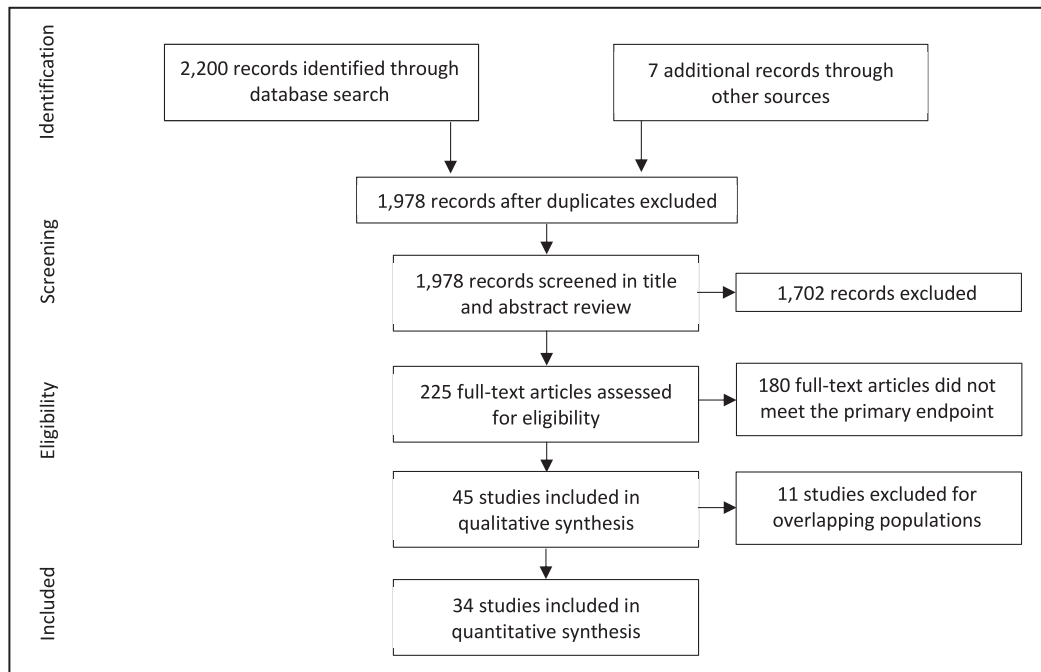 Identification
2,200 records identified through
database search
7 additional records through
other sources
1,978 records after duplicates excluded
Screening
1,978 records screened in title
and abstract review
1,702 records excluded
Eligibility
225 full-text articles assessed
for eligibility
180 full-text articles did not
meet the primary endpoint
45 studies included in
qualitative synthesis
11 studies excluded for
overlapping populations
Included
34 studies included in
quantitative synthesis